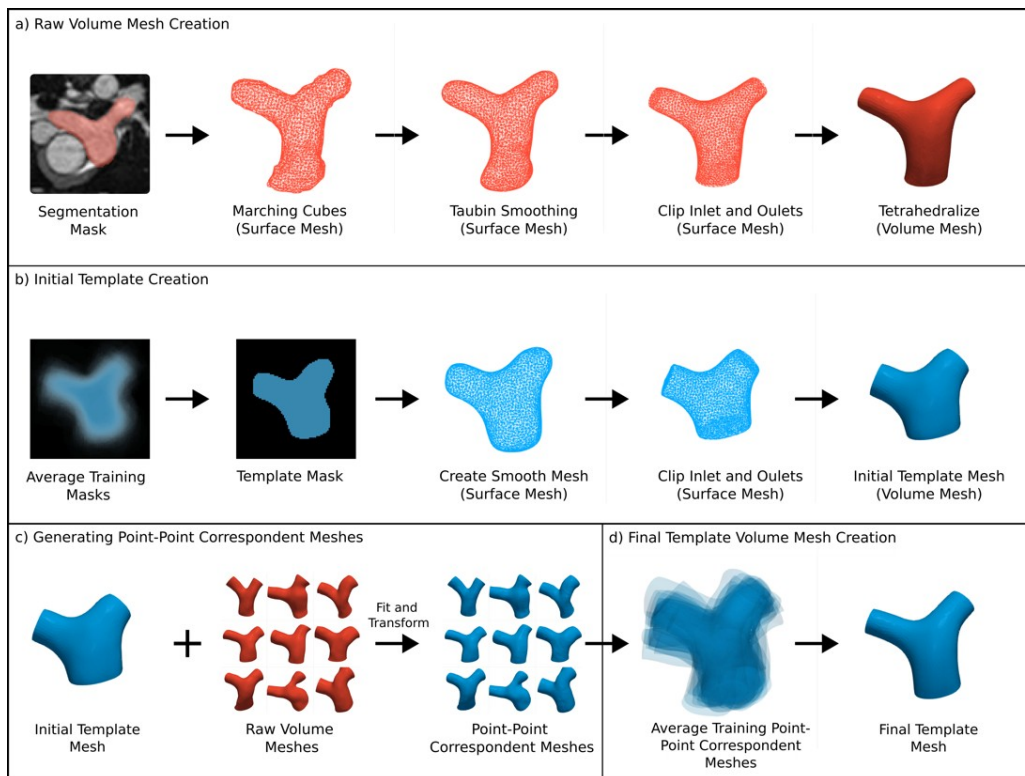 a) Raw Volume Mesh Creation
Segmentation
Mask
Marching Cubes
(Surface Mesh)
Taubin Smoothing
(Surface Mesh)
Clip Inlet and Oulets
(Surface Mesh)
Tetrahedralize
(Volume Mesh)
b) Initial Template Creation
Average Training
Masks
Template Mask
Create Smooth Mesh
(Surface Mesh)
Clip Inlet and Oulets
(Surface Mesh)
Initial Template Mesh
(Volume Mesh)
c) Generating Point-Point Correspondent Meshes
Initial Template
Mesh
Raw Volume
Meshes
Fit and
Transform
Point-Point
Correspondent Meshes
d) Final Template Volume Mesh Creation
Average Training Point-
Point Correspondent
Meshes
Final Template
Mesh